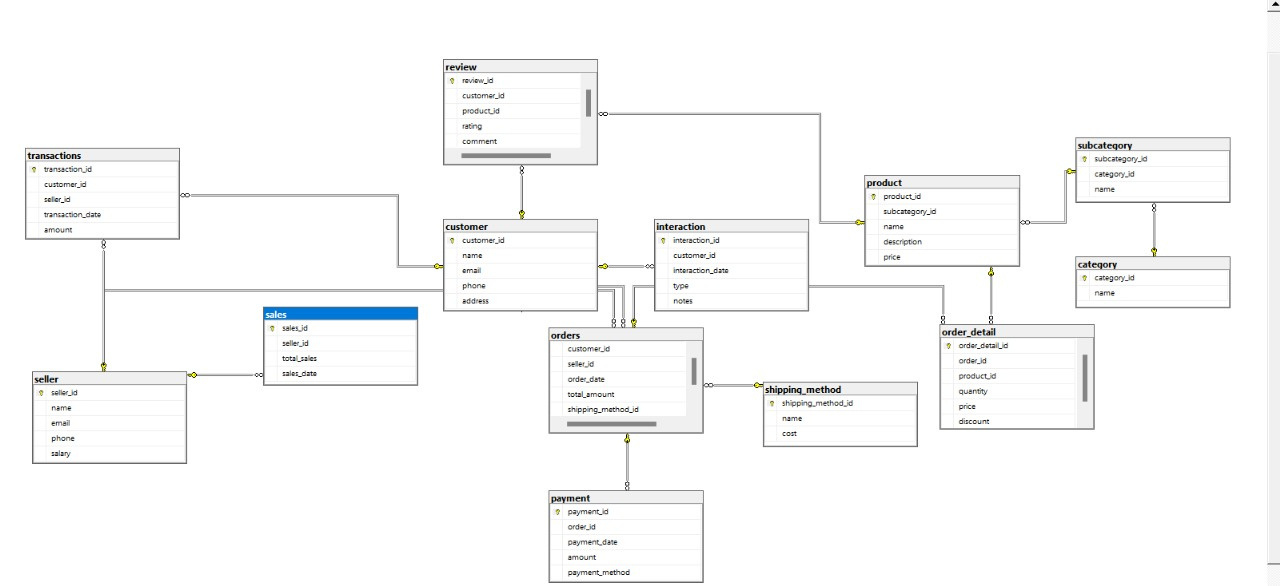 review
review_id
customer_id
product_id
rating
comment
transactions
transaction_id
customer_id
seller_id
transaction_date
amount
subcategory
subcategory_id
category_id
name
product
product_id
subcategory_id
name
description
price
customer
customer_id
name
email
phone
address
interaction
interaction_id
customer_id
interaction_date
type
notes
category
category_id
name
sales
sales_id
seller_id
total_sales
sales_date
orders
customer_id
seller_id
order_date
total_amount
shipping_method_id
order_detail
order_detail_id
order_id
product_id
quantity
price
discount
seller
seller_id
name
email
phone
salary
shipping_method
shipping_method_id
name
cost
payment
payment_id
order_id
payment_date
amount
payment_method